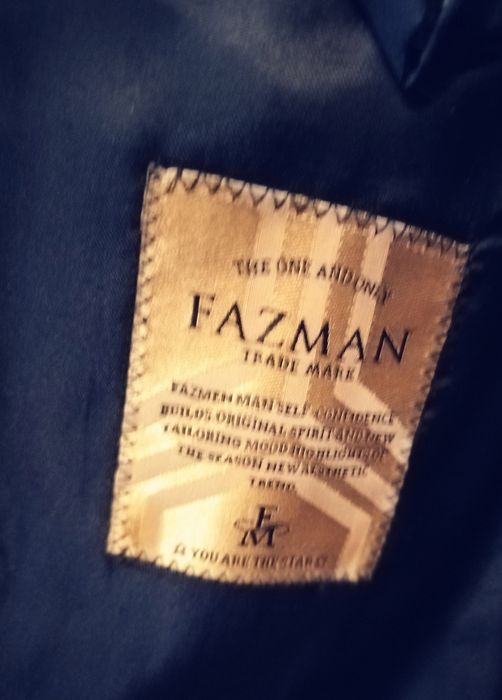 THE ONE AND ONLY
FAZMAN
TRADE MARK
FAZMEN MAN SELF-CONFIDENCE
BUILDS ORIGINAL SPIRIT AND NEW
TAILORING MOOD HIGHLIGHT OF
THE SEASON NEW AESTHETIC
TREND
FM
YOU ARE THE STAR